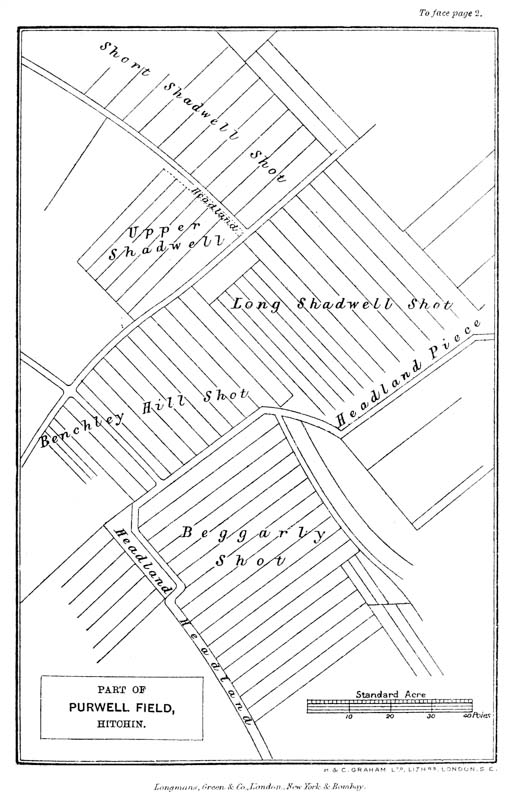 To face page 2.
Short Shadwell Shot
Headland
Upper
Shadwell
Long Shadwell Shot
Headland Piece
Benchley Hill Shot
Beggarly
Shot
Headland
Headland
PART OF
PURWELL FIELD,
HITCHIN.
Standard Acre
10 20 30 40 Poles
H & C. GRAHAM LTD, LITHRS, LONDON, S.E.
Longmans, Green & Co., London, New York & Bombay.